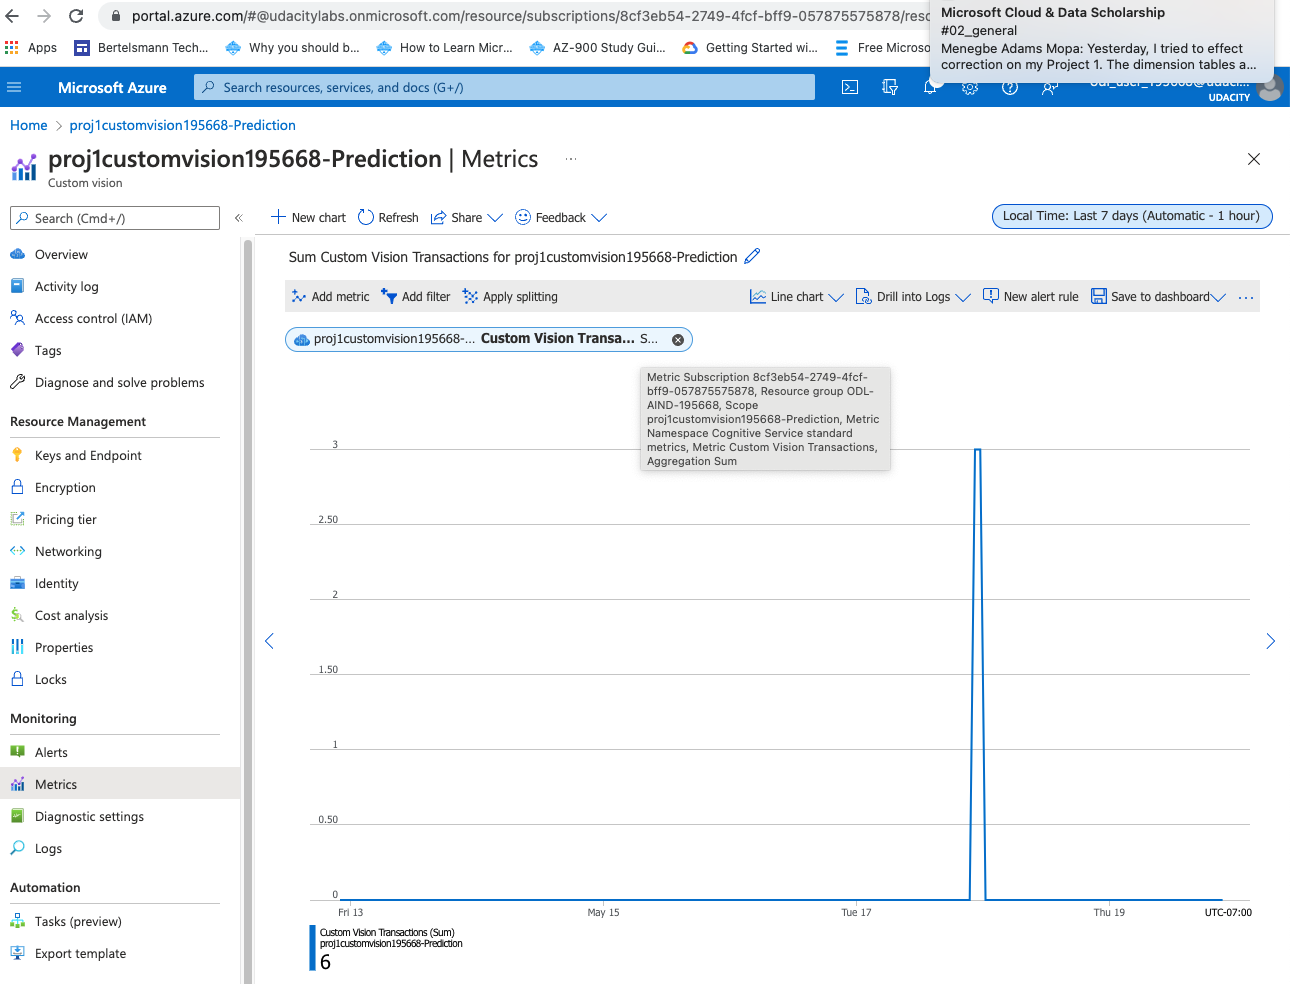 portal.azure.com/#@udacitylabs.onmicrosoft.com/resource/subscriptions/8cf3eb54-2749-4fcf-bff9-057875575878/reso
Microsoft Cloud & Data Scholarship
#02_general
Menegbe Adams Mopa: Yesterday, I tried to effect
correction on my Project 1. The dimension tables a...
Apps
Bertelsmann Tech...
Why you should b...
How to Learn Micr...
AZ-900 Study Gui...
Getting Started wi...
Free Microso
Microsoft Azure
Search resources, services, and docs (G+/)
UDACITY
Home > proj1customvision195668-Prediction
proj1customvision195668-Prediction | Metrics ...
Custom vision
Search (Cmd+/)
«
New chart
Refresh
Share
Feedback
Local Time: Last 7 days (Automatic - 1 hour)
Overview
Activity log
Access control (IAM)
Tags
Diagnose and solve problems
Resource Management
Keys and Endpoint
Encryption
Pricing tier
Networking
Identity
Cost analysis
Properties
Locks
Monitoring
Alerts
Metrics
Diagnostic settings
Logs
Automation
Tasks (preview)
Export template
Sum Custom Vision Transactions for proj1customvision195668-Prediction
Add metric
Add filter
Apply splitting
Line chart
Drill into Logs
New alert rule
Save to dashboard
...
proj1customvision195668-... Custom Vision Transa... S...
Metric Subscription 8cf3eb54-2749-4fcf-
bff9-057875575878, Resource group ODL-
AIND-195668, Scope
proj1customvision195668-Prediction, Metric
Namespace Cognitive Service standard
metrics, Metric Custom Vision Transactions,
Aggregation Sum
3
2.50
2
1.50
1
0.50
0
Fri 13
May 15
Tue 17
Thu 19
UTC-07:00
Custom Vision Transactions (Sum)
proj1customvision195668-Prediction
6